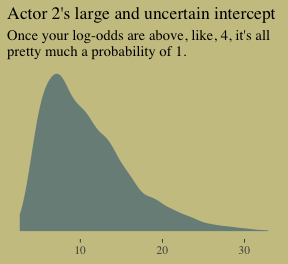 Actor 2's large and uncertain intercept
Once your log-odds are above, like, 4, it's all
pretty much a probability of 1.
10 20 30